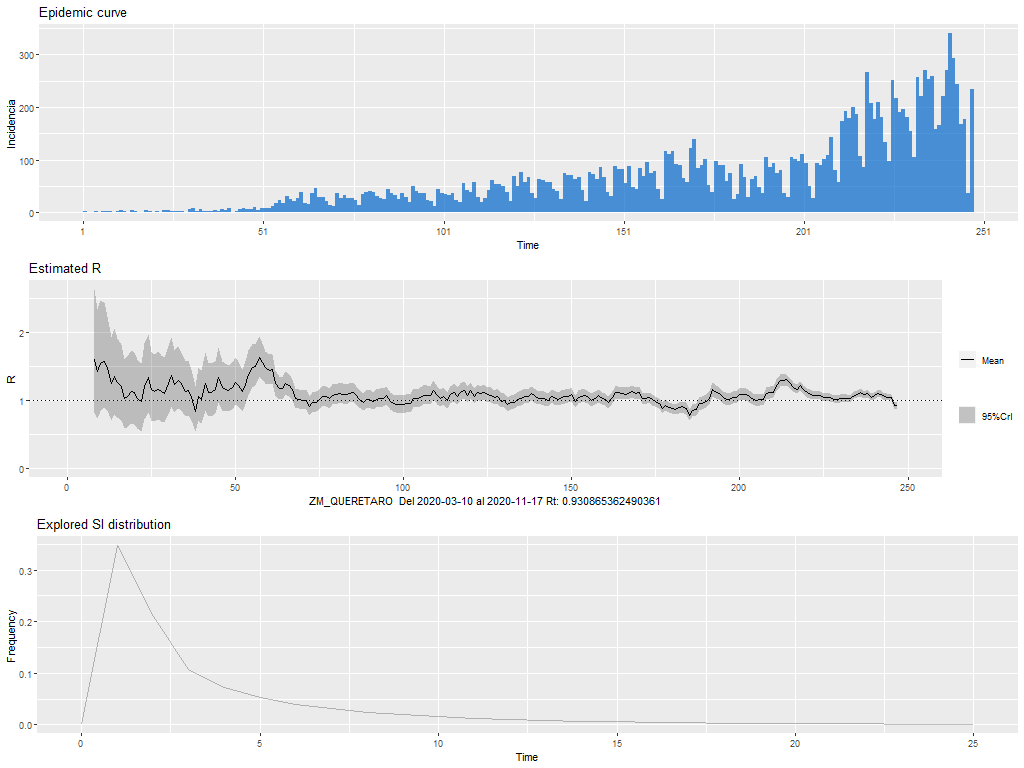 Epidemic curve
Incidencia
300
200
100
0
1 51 101 151 201 251
Time
Estimated R
R
2
1
0
0 50 100 150 200 250
ZM_QUERETARO Del 2020-03-10 al 2020-11-17 Rt: 0.930865362490361
Mean
95%CrI
Explored SI distribution
Frequency
0.3
0.2
0.1
0.0
0 5 10 15 20 25
Time